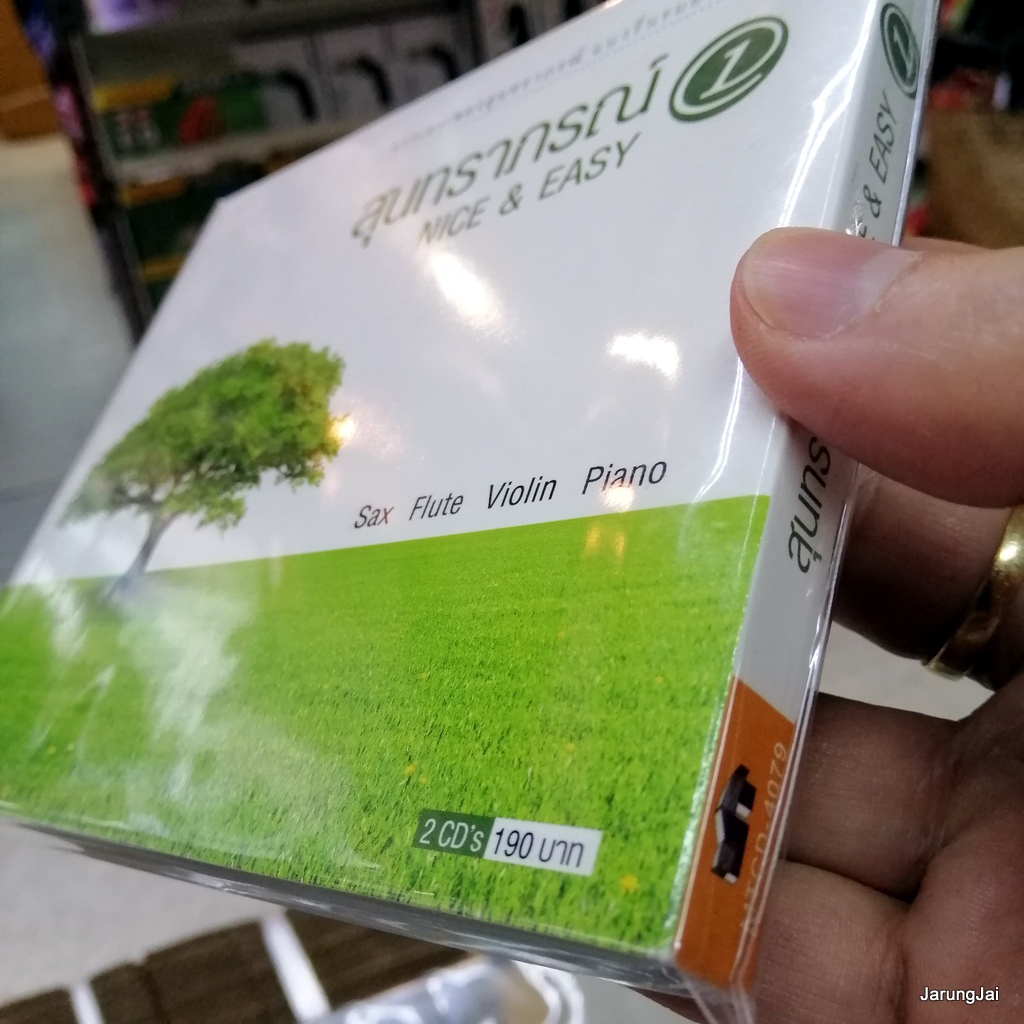 สุนทราภรณ์ 1
NICE & EASY
Sax Flute Violin Piano
2 CD's 190 บาท
& EASY
สุนทร
4079
JarungJai